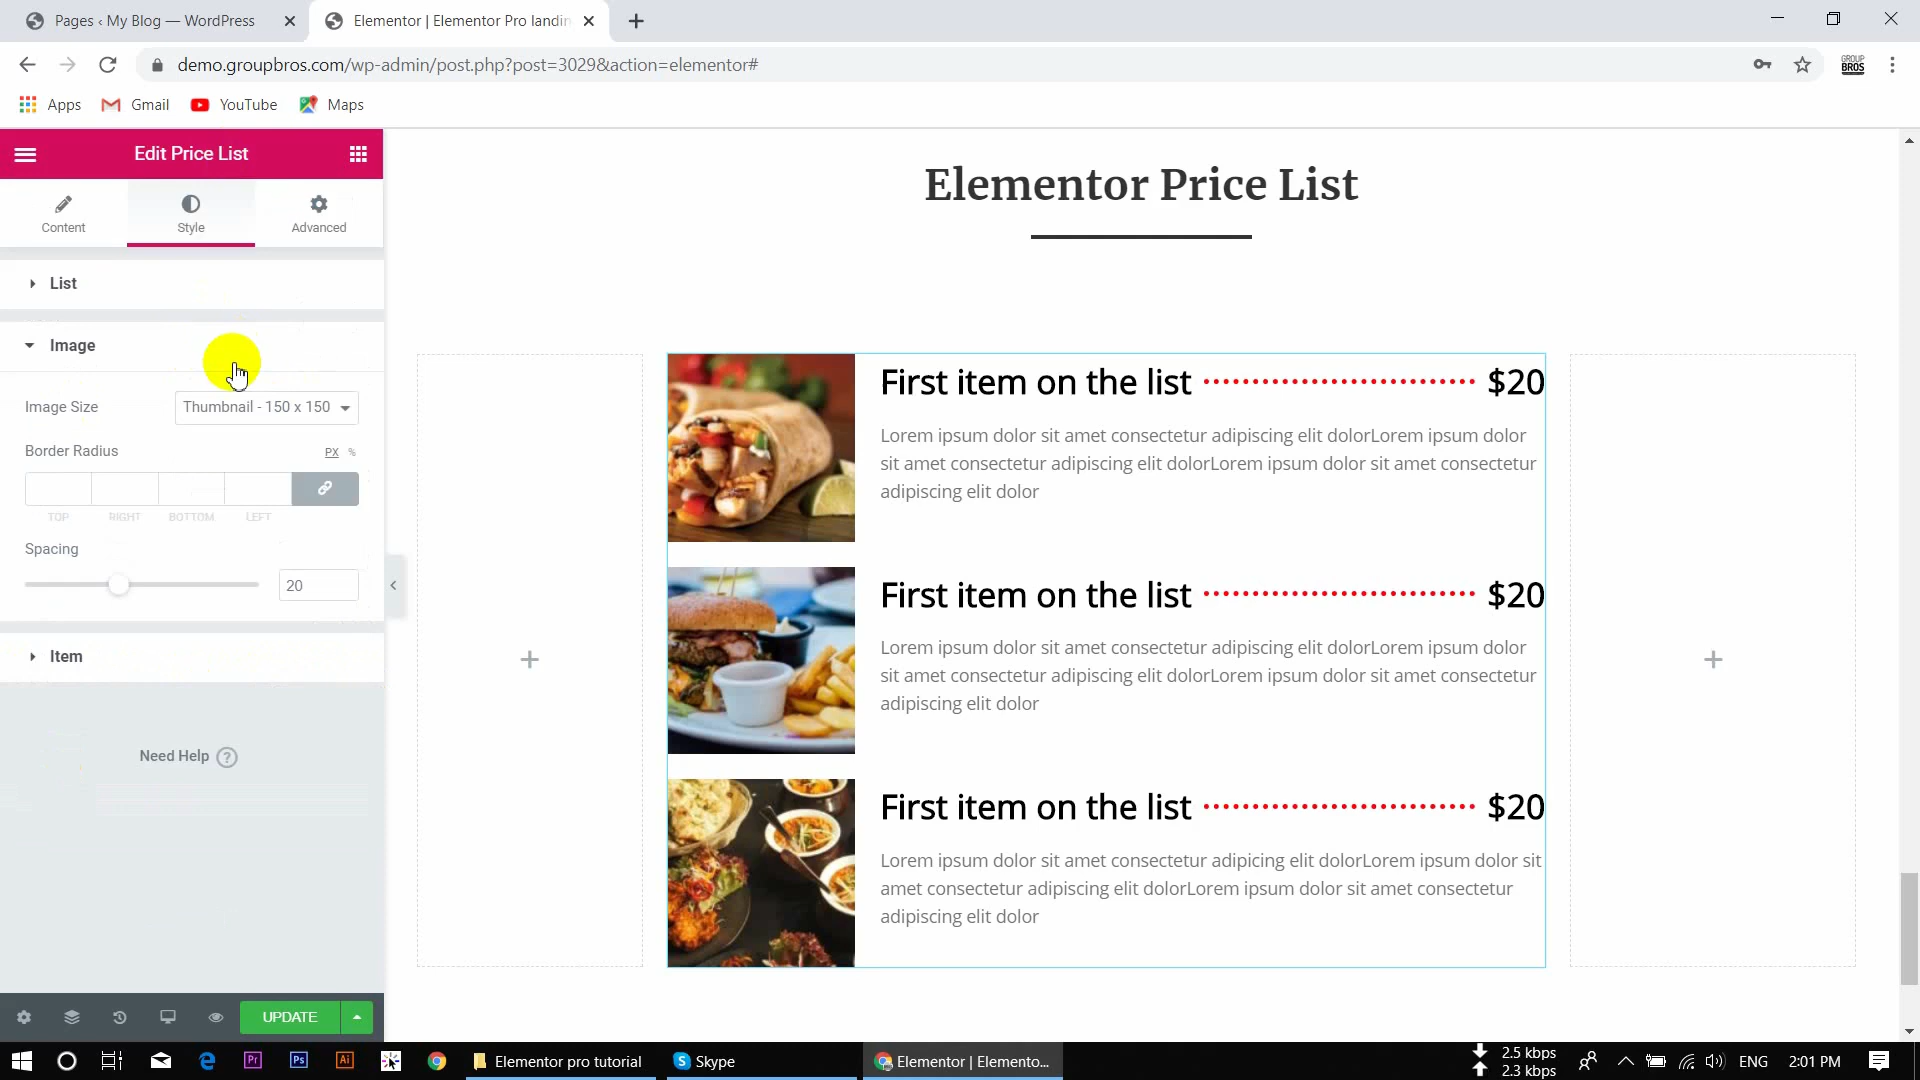 Pages ‹ My Blog — WordPress
Elementor | Elementor Pro landin
demo.groupbros.com/wp-admin/post.php?post=3029&action=elementor#
GROUP
BROS
Apps
Gmail
YouTube
Maps
Edit Price List
Content
Style
Advanced
List
Image
Image Size
Thumbnail - 150 x 150
Border Radius
PX %
TOP RIGHT BOTTOM LEFT
Spacing
20
Item
Need Help ?
UPDATE
Elementor Price List
First item on the list $20
Lorem ipsum dolor sit amet consectetur adipiscing elit dolorLorem ipsum dolor
sit amet consectetur adipiscing elit dolorLorem ipsum dolor sit amet consectetur
adipiscing elit dolor
First item on the list $20
Lorem ipsum dolor sit amet consectetur adipiscing elit dolorLorem ipsum dolor
sit amet consectetur adipiscing elit dolorLorem ipsum dolor sit amet consectetur
adipiscing elit dolor
First item on the list $20
Lorem ipsum dolor sit amet consectetur adipicing elit dolorLorem ipsum dolor sit
amet consectetur adipiscing elit dolorLorem ipsum dolor sit amet consectetur
adipiscing elit dolor
Pr
Ps
Ai
Elementor pro tutorial
Skype
Elementor | Elemento...
2.5 kbps
2.3 kbps
ENG
2:01 PM